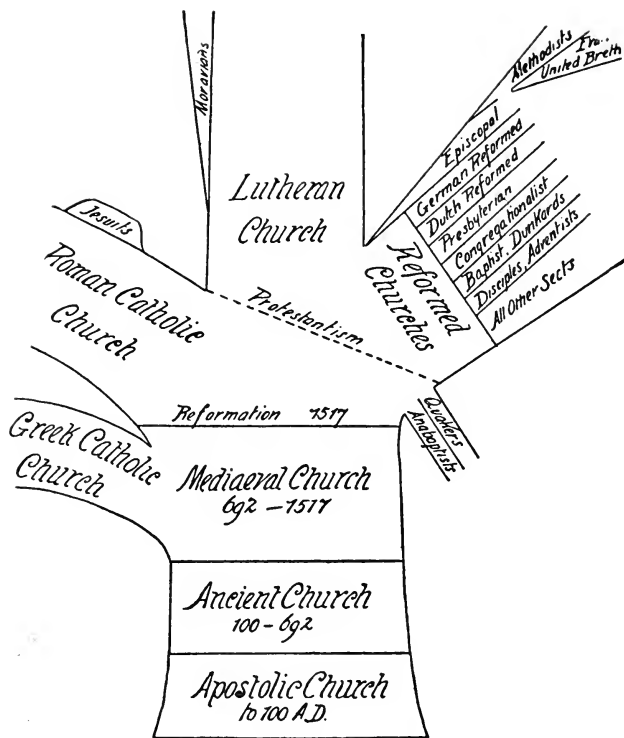 Moravians
Methodists
Eva..
United Breth
Episcopal
German Reformed
Dutch Reformed
Presbyterian
Congregationalist
Baptist. Dunkards
Disciples, Adventists
All Other Sects
Lutheran
Church
Reformed
Churches
Jesuits
Roman Catholic
Church
Protestantism
Quakers
Anabaptists
Reformation 1517
Greek Catholic
Church
Mediaeval Church
692-1517
Ancient Church
100-692
Apostolic Church
to 100 A.D.